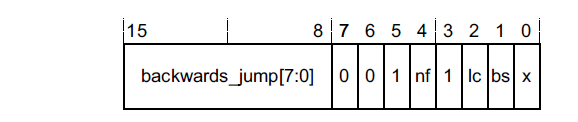 15 8 7 6 5 4 3 2 1 0
backwards_jump[7:0] 0 0 1 nf 1 lc bs x